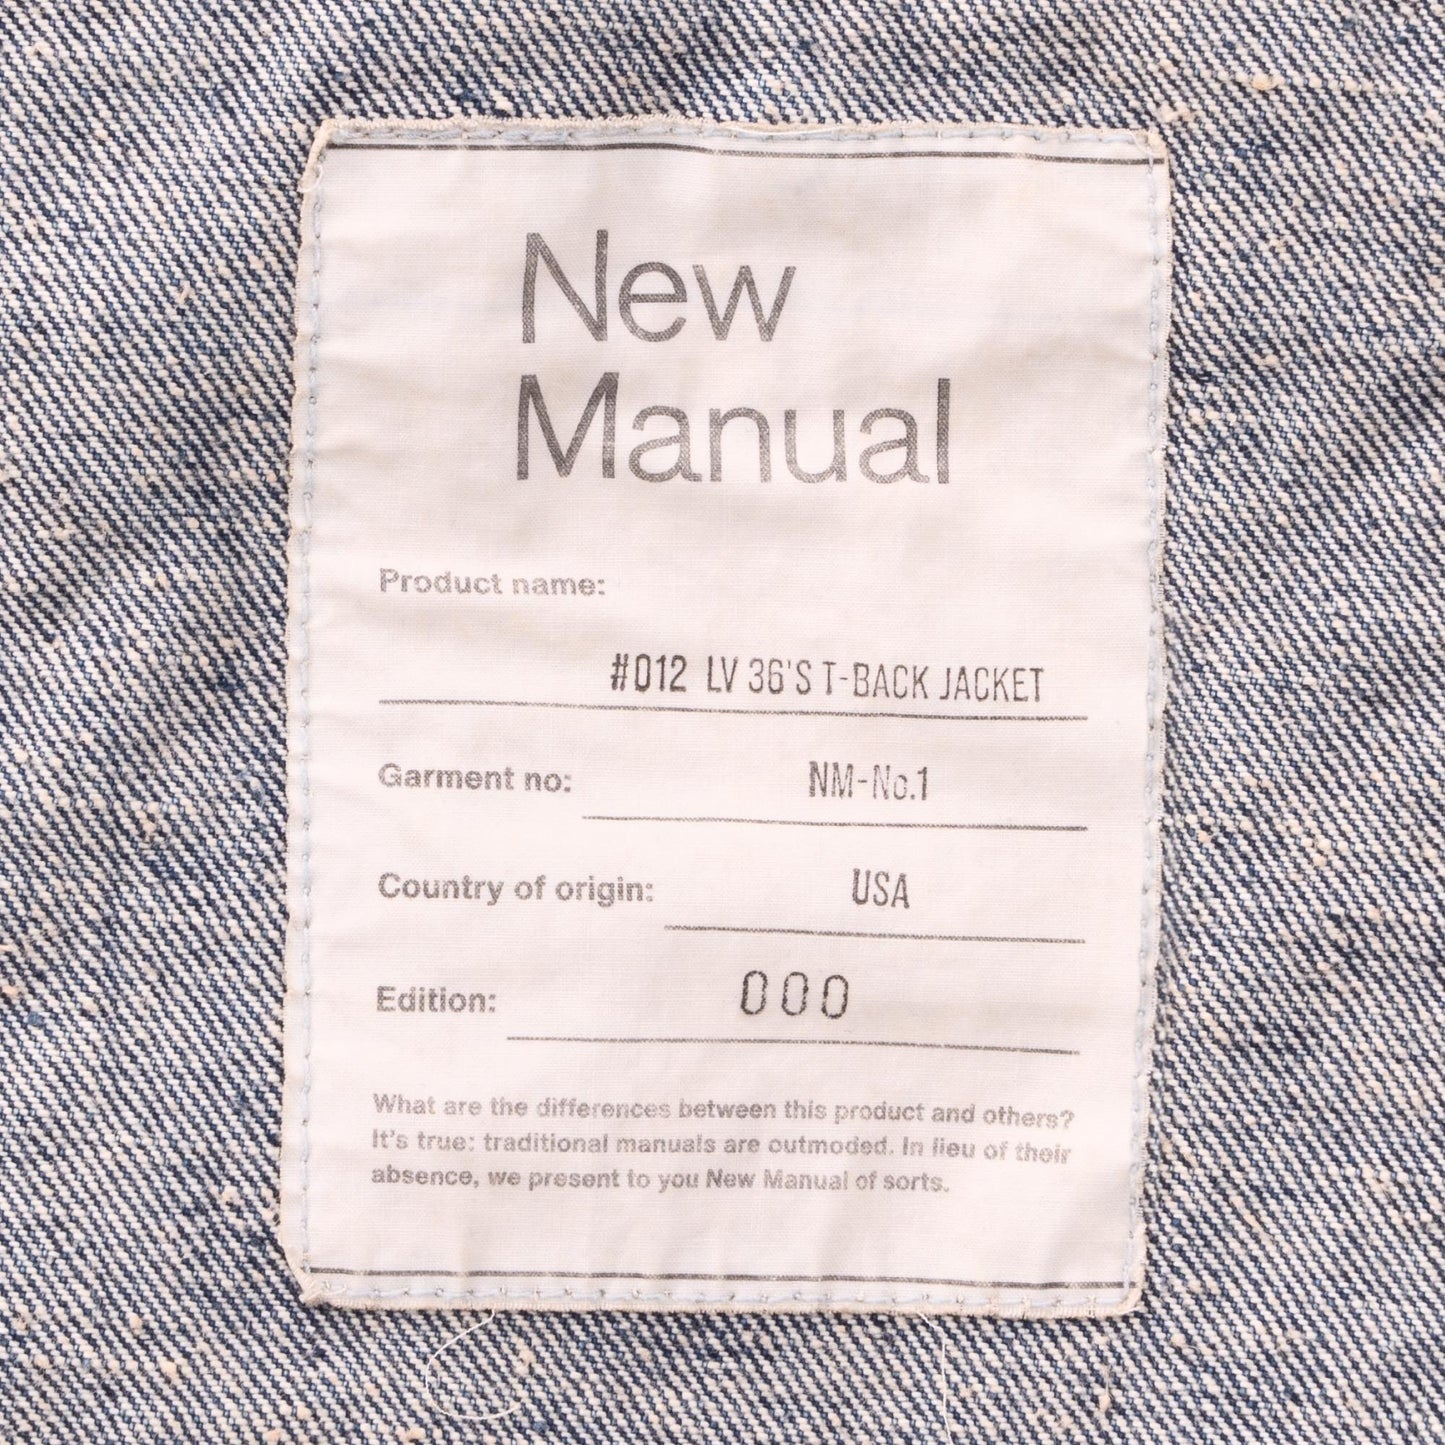 New
Manual
Product name:
#012 LV 36'S T-BACK JACKET
Garment no: NM-No.1
Country of origin: USA
Edition: 000
What are the differences between this product and others?
It's true: traditional manuals are outmoded. In lieu of their
absence, we present to you New Manual of sorts.